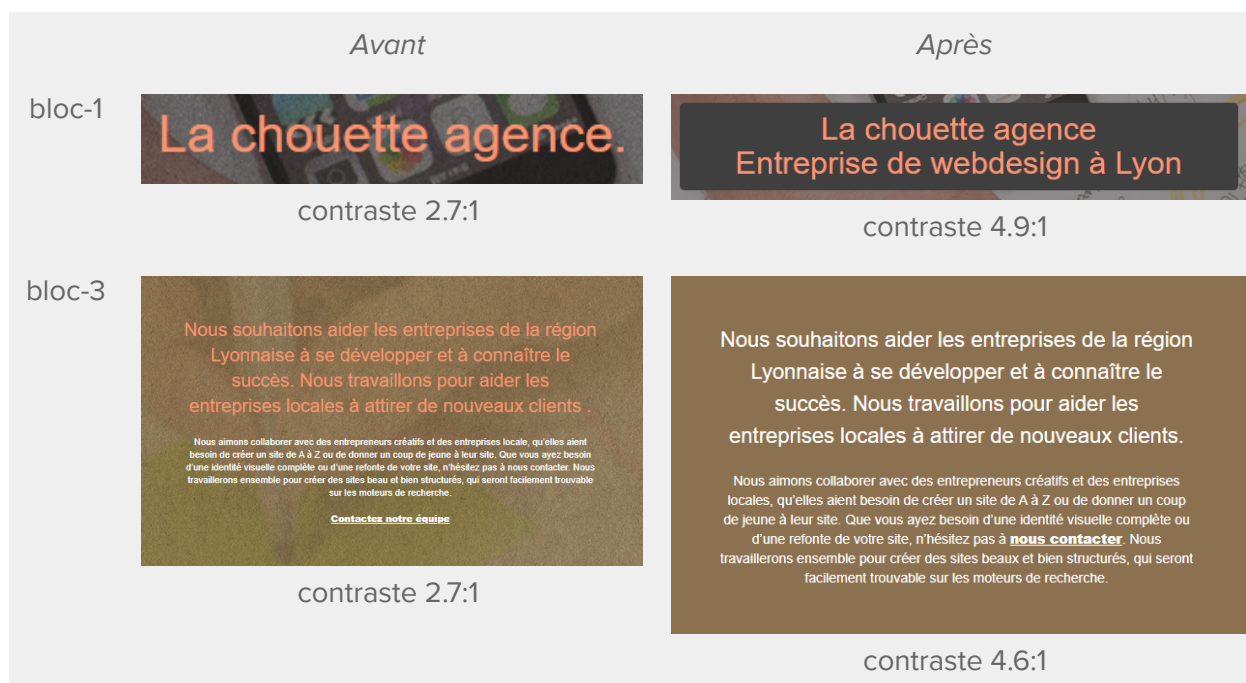 Avant
Après
bloc-1
La chouette agence.
contraste 2.7:1
La chouette agence
Entreprise de webdesign à Lyon
contraste 4.9:1
bloc-3
Nous souhaitons aider les entreprises de la région
Lyonnaise à se développer et à connaître le
succès. Nous travaillons pour aider les
entreprises locales à attirer de nouveaux clients .
Nous aimons collaborer avec des entrepreneurs créatifs et des entreprises locale, qu'elles aient
besoin de créer un site de A à Z ou de donner un coup de jeune à leur site. Que vous ayez besoin
d'une identité visuelle complète ou d'une refonte de votre site, n'hésitez pas à nous contacter. Nous
travaillerons ensemble pour créer des sites beau et bien structurés, qui seront facilement trouvable
sur les moteurs de recherche.
Contactez notre équipe
contraste 2.7:1
Nous souhaitons aider les entreprises de la région
Lyonnaise à se développer et à connaître le
succès. Nous travaillons pour aider les
entreprises locales à attirer de nouveaux clients.
Nous aimons collaborer avec des entrepreneurs créatifs et des entreprises
locales, qu'elles aient besoin de créer un site de A à Z ou de donner un coup
de jeune à leur site. Que vous ayez besoin d'une identité visuelle complète ou
d'une refonte de votre site, n'hésitez pas à nous contacter. Nous
travaillerons ensemble pour créer des sites beaux et bien structurés, qui seront
facilement trouvable sur les moteurs de recherche.
contraste 4.6:1